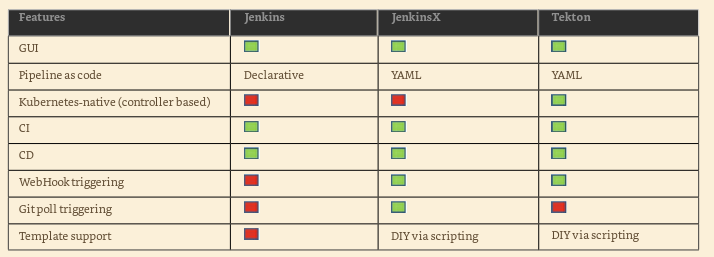 Features Jenkins JenkinsX Tekton
GUI
Pipeline as code Declarative YAML YAML
Kubernetes-native (controller based)
CI
CD
WebHook triggering
Git poll triggering
Template support DIY via scripting DIY via scripting